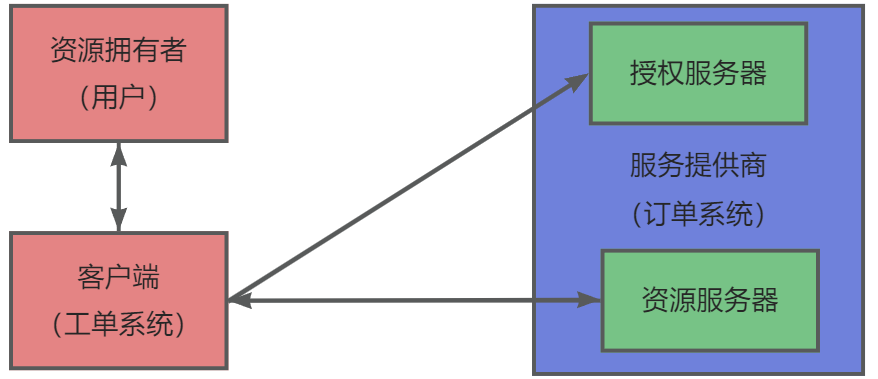 资源拥有者
（用户）
客户端
（工单系统）
授权服务器
服务提供商
（订单系统）
资源服务器